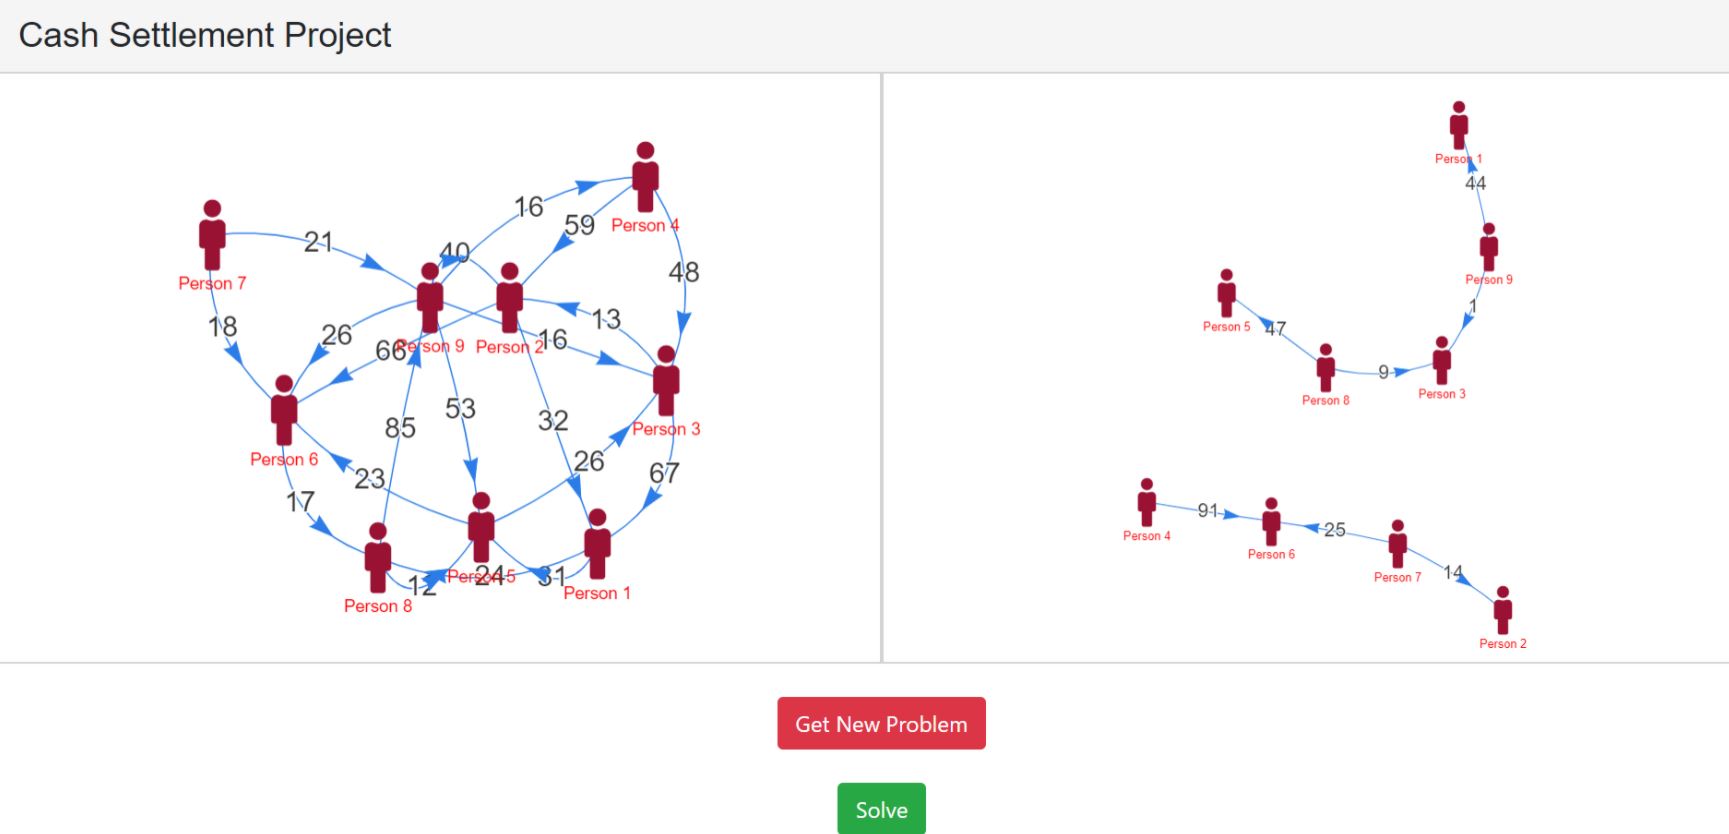 Cash Settlement Project
16
59
Person 4
21
40
48
Person 7
18
26
13
66
Person 9
Person 2
16
53
85
32
Person 3
Person 6
26
67
23
17
12
Person 5
24
31
Person 1
Person 8
Person 1
44
Person 9
1
Person 5
47
9
Person 8
Person 3
91
Person 4
25
Person 6
Person 7
14
Person 2
Get New Problem
Solve